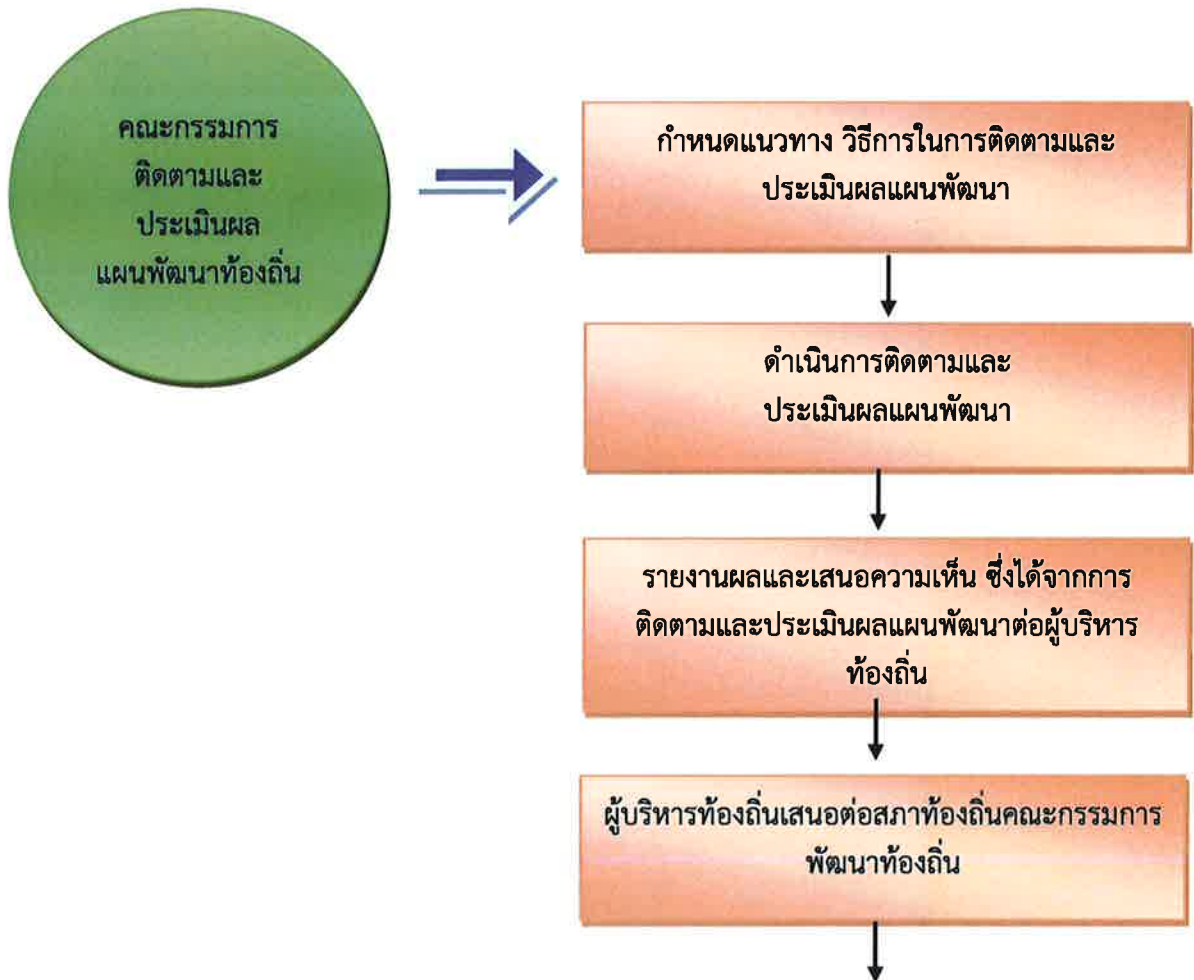 คณะกรรมการ
ติดตามและ
ประเมินผล
แผนพัฒนาท้องถิ่น
กำหนดแนวทาง วิธีการในการติดตามและ
ประเมินผลแผนพัฒนา
ดำเนินการติดตามและ
ประเมินผลแผนพัฒนา
รายงานผลและเสนอความเห็น ซึ่งได้จากการ
ติดตามและประเมินผลแผนพัฒนาต่อผู้บริหาร
ท้องถิ่น
ผู้บริหารท้องถิ่นเสนอต่อสภาท้องถิ่นคณะกรรมการ
พัฒนาท้องถิ่น